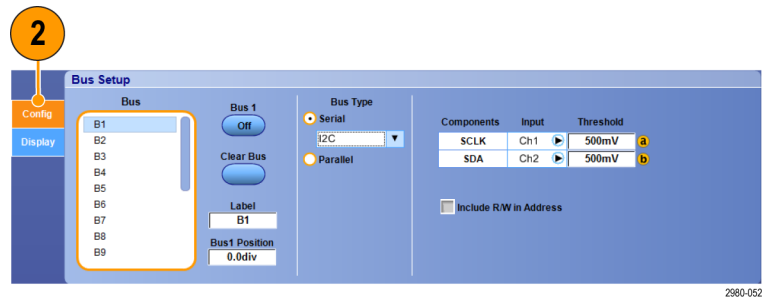 2
Bus Setup
Config
Display
Bus
B1
B2
B3
B4
B5
B6
B7
B8
B9
Bus 1
Off
Clear Bus
Label
B1
Bus1 Position
0.0div
Bus Type
Serial
I2C
Parallel
Components Input Threshold
SCLK Ch1 500mV a
SDA Ch2 500mV b
Include R/W in Address
2980-052